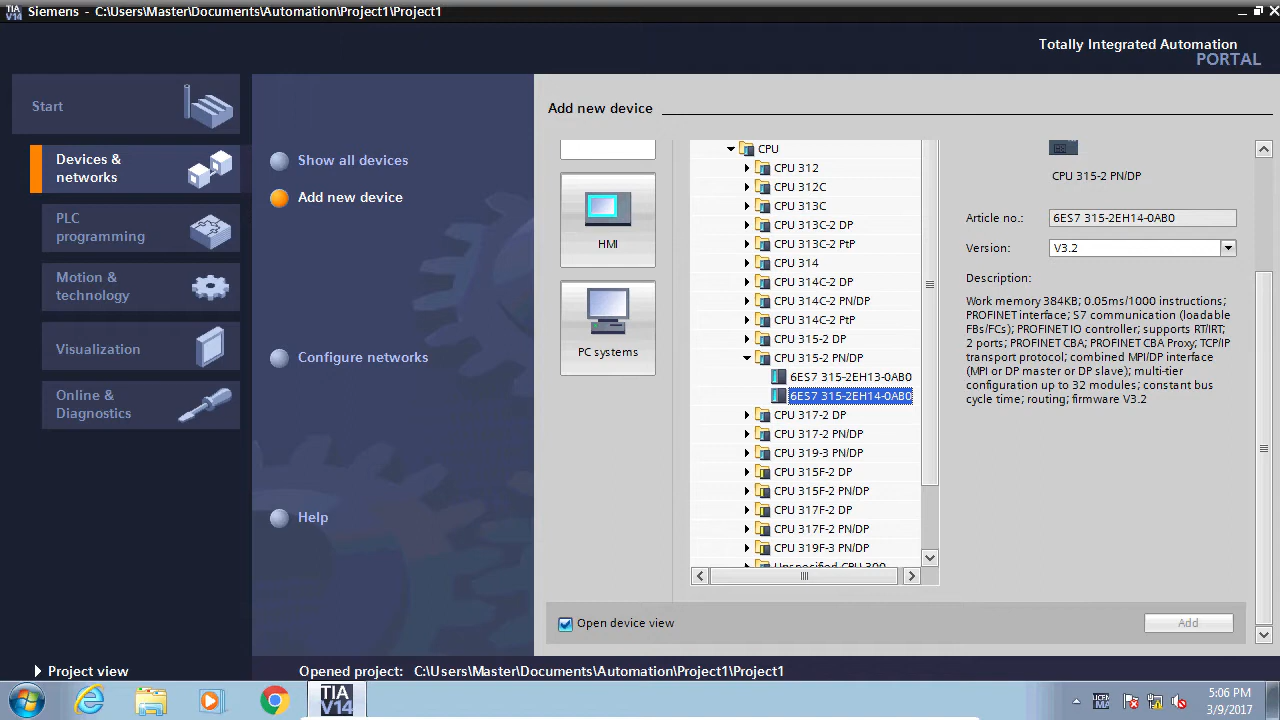 TIA
V14
Siemens - C:\Users\Master\Documents\Automation\Project1\Project1
Totally Integrated Automation
PORTAL
Start
Devices &
networks
PLC
programming
Motion &
technology
Visualization
Online &
Diagnostics
Show all devices
Add new device
Configure networks
Help
Add new device
HMI
PC systems
CPU
CPU 312
CPU 312C
CPU 313C
CPU 313C-2 DP
CPU 313C-2 PtP
CPU 314
CPU 314C-2 DP
CPU 314C-2 PN/DP
CPU 314C-2 PtP
CPU 315-2 DP
CPU 315-2 PN/DP
6ES7 315-2EH13-0AB0
6ES7 315-2EH14-0AB0
CPU 317-2 DP
CPU 317-2 PN/DP
CPU 319-3 PN/DP
CPU 315F-2 DP
CPU 315F-2 PN/DP
CPU 317F-2 DP
CPU 317F-2 PN/DP
CPU 319F-3 PN/DP
Unspecified CPU 300
CPU 315-2 PN/DP
Article no.: 6ES7 315-2EH14-0AB0
Version: V3.2
Description:
Work memory 384KB; 0.05ms/1000 instructions;
PROFINET interface; S7 communication (loadable
FBs/FCs); PROFINET IO controller; supports RT/IRT;
2 ports; PROFINET CBA; PROFINET CBA Proxy; TCP/IP
transport protocol; combined MPI/DP interface
(MPI or DP master or DP slave); multi-tier
configuration up to 32 modules; constant bus
cycle time; routing; firmware V3.2
Open device view
Add
Project view
Opened project: C:\Users\Master\Documents\Automation\Project1\Project1
TIA
V14
5:06 PM
3/9/2017